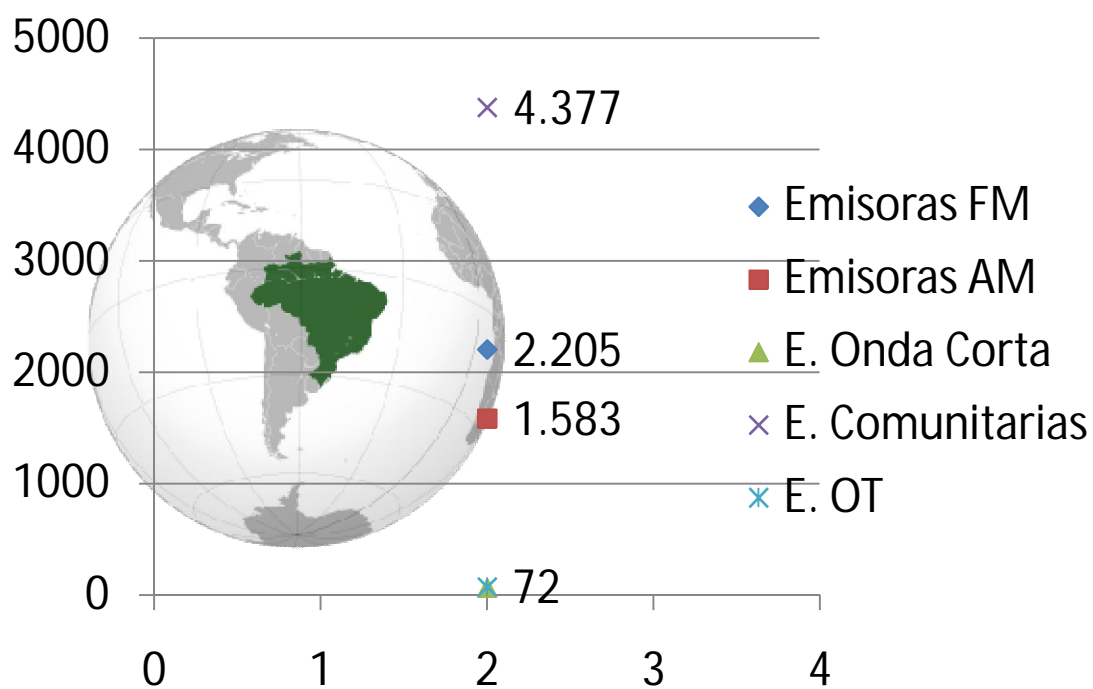 5000
4.377
4000
Emisoras FM
3000
Emisoras AM
2.205
E. Onda Corta
2000
1.583
E. Comunitarias
1000
E. OT
72
0
0 1 2 3 4